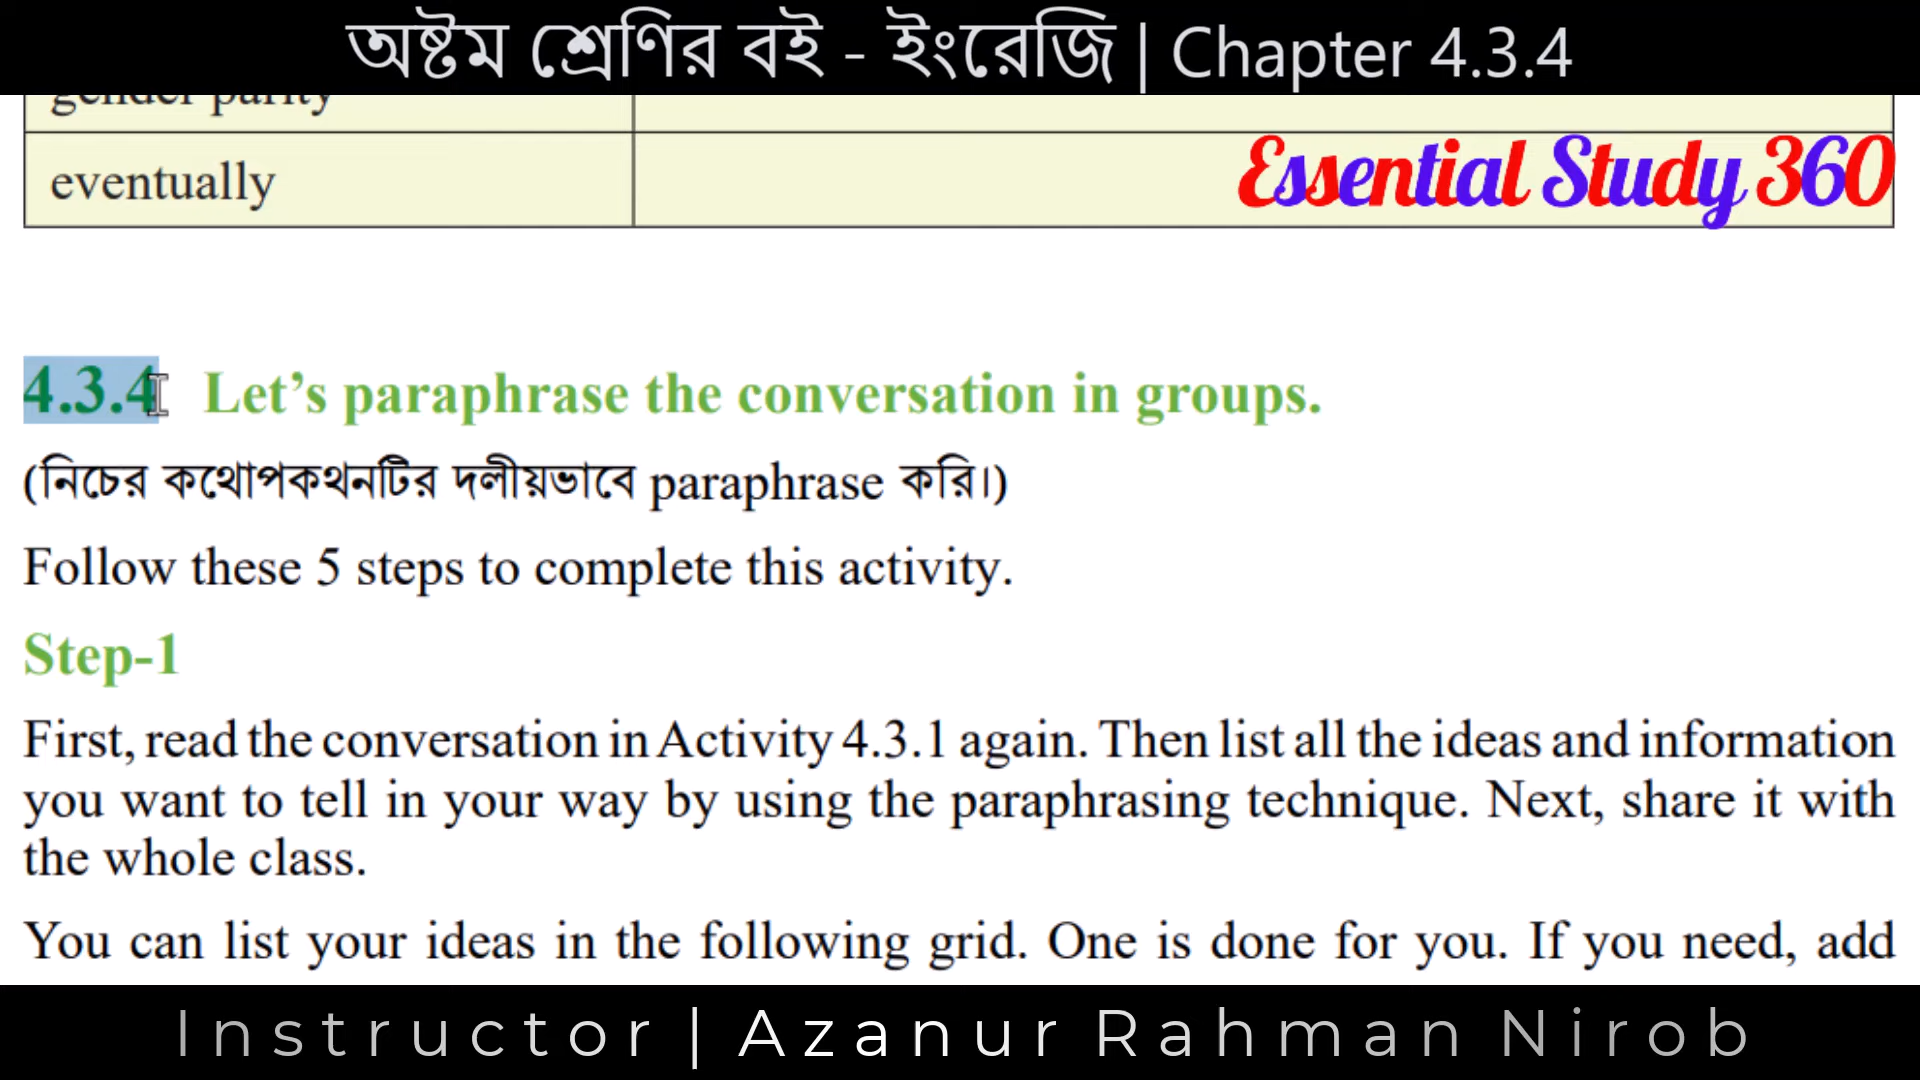 অষ্টম শ্রেণির বই - ইংরেজি | Chapter 4.3.4
gender parity
eventually
Essential Study 360
4.3.4 Let’s paraphrase the conversation in groups.
(নিচের কথোপকথনটির দলীয়ভাবে paraphrase করি।)
Follow these 5 steps to complete this activity.
Step-1
First, read the conversation in Activity 4.3.1 again. Then list all the ideas and information
you want to tell in your way by using the paraphrasing technique. Next, share it with
the whole class.
You can list your ideas in the following grid. One is done for you. If you need, add
Instructor | Azanur Rahman Nirob